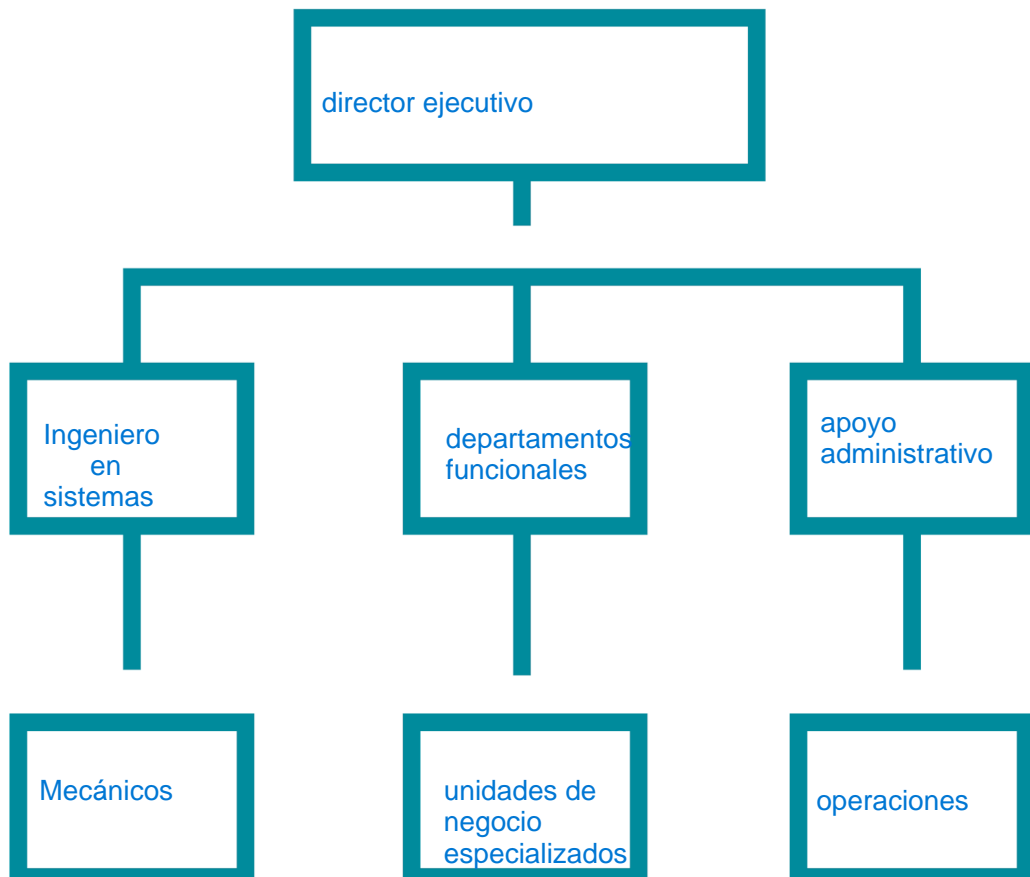 director ejecutivo
Ingeniero
en
sistemas
departamentos
funcionales
apoyo
administrativo
Mecánicos
unidades de
negocio
especializados
operaciones